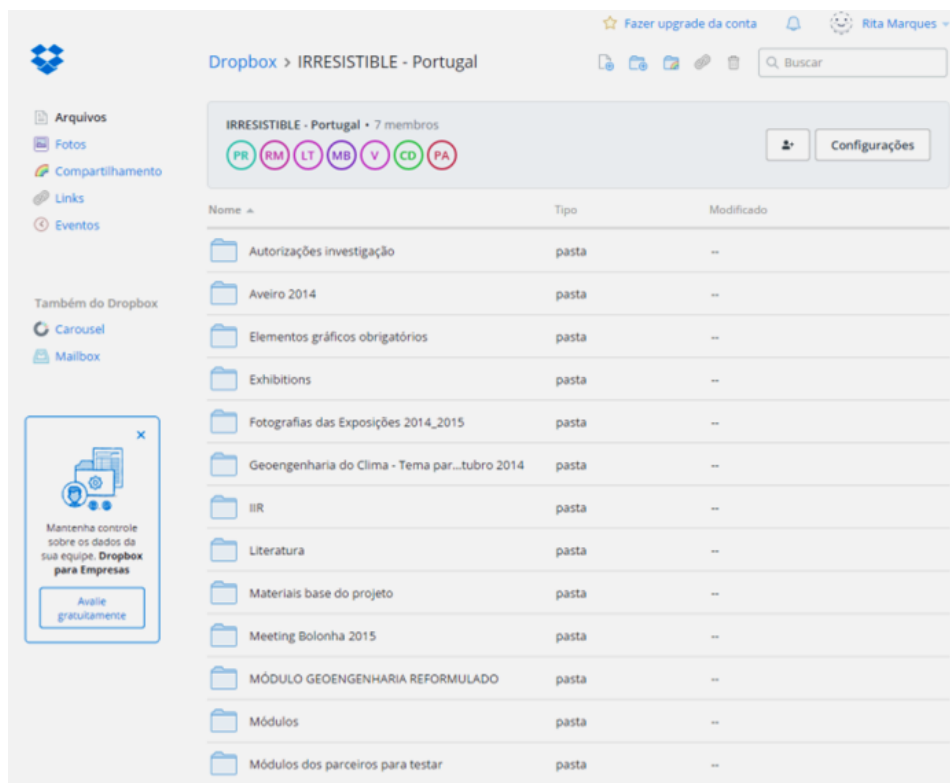 Fazer upgrade da conta Rita Marques
Dropbox > IRRESISTIBLE - Portugal Buscar
Arquivos
Fotos
Compartilhamento
Links
Eventos
Também do Dropbox
Carousel
Mailbox
Mantenha controle
sobre os dados da
sua equipe. Dropbox
para Empresas
Avalie
gratuitamente
IRRESISTIBLE - Portugal • 7 membros
PR RM LT MB V CD PA
Configurações
Nome Tipo Modificado
Autorizações investigação pasta --
Aveiro 2014 pasta --
Elementos gráficos obrigatórios pasta --
Exhibitions pasta --
Fotografias das Exposições 2014_2015 pasta --
Geoengenharia do Clima - Tema par...tubro 2014 pasta --
IIR pasta --
Literatura pasta --
Materiais base do projeto pasta --
Meeting Bolonha 2015 pasta --
MÓDULO GEOENGENHARIA REFORMULADO pasta --
Módulos pasta --
Módulos dos parceiros para testar pasta --